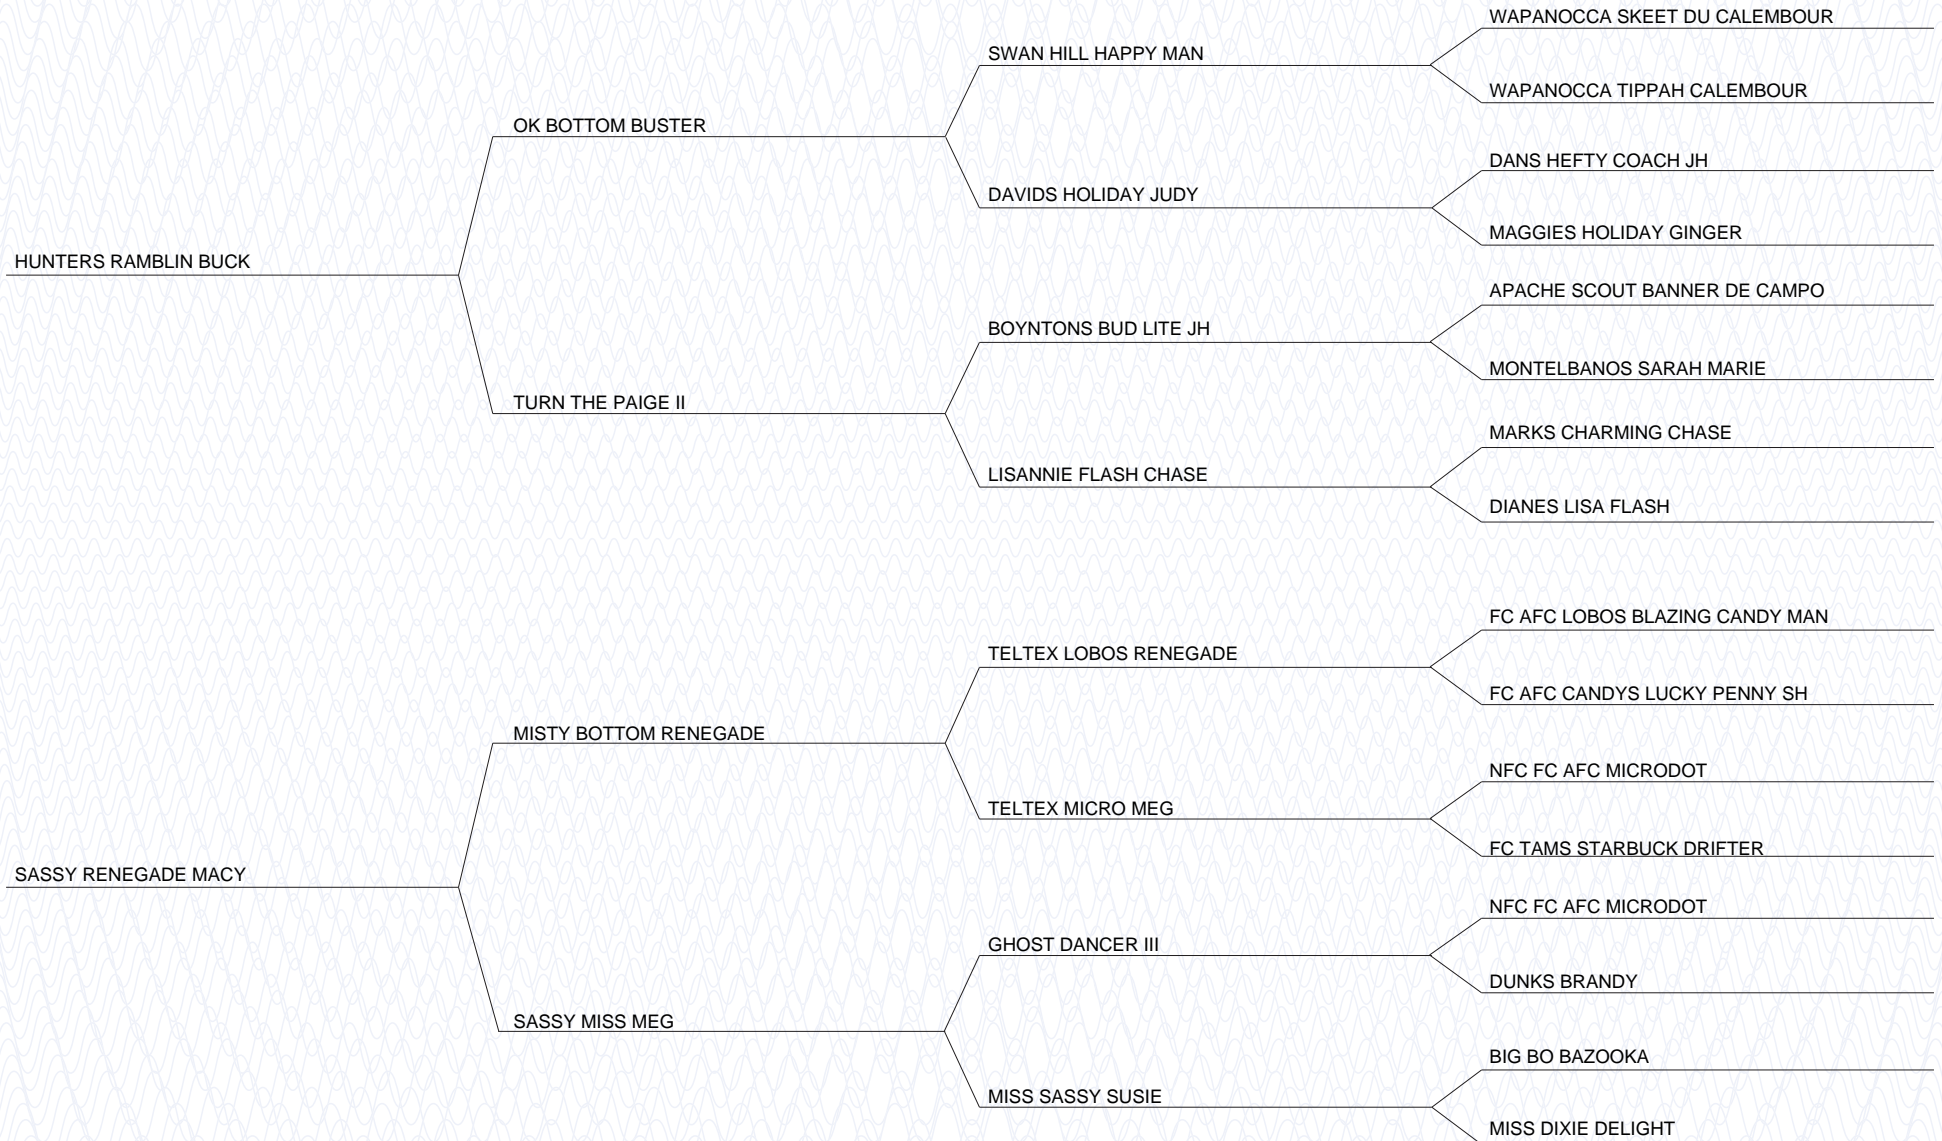 WAPANOCCA SKEET DU CALEMBOUR
SWAN HILL HAPPY MAN
WAPANOCCA TIPPAH CALEMBOUR
OK BOTTOM BUSTER
DANS HEFTY COACH JH
DAVIDS HOLIDAY JUDY
MAGGIES HOLIDAY GINGER
HUNTERS RAMBLIN BUCK
APACHE SCOUT BANNER DE CAMPO
BOYNTONS BUD LITE JH
MONTELBANOS SARAH MARIE
TURN THE PAIGE II
MARKS CHARMING CHASE
LISANNIE FLASH CHASE
DIANES LISA FLASH
FC AFC LOBOS BLAZING CANDY MAN
TELTEX LOBOS RENEGADE
FC AFC CANDYS LUCKY PENNY SH
MISTY BOTTOM RENEGADE
NFC FC AFC MICRODOT
TELTEX MICRO MEG
FC TAMS STARBUCK DRIFTER
SASSY RENEGADE MACY
NFC FC AFC MICRODOT
GHOST DANCER III
DUNKS BRANDY
SASSY MISS MEG
BIG BO BAZOOKA
MISS SASSY SUSIE
MISS DIXIE DELIGHT